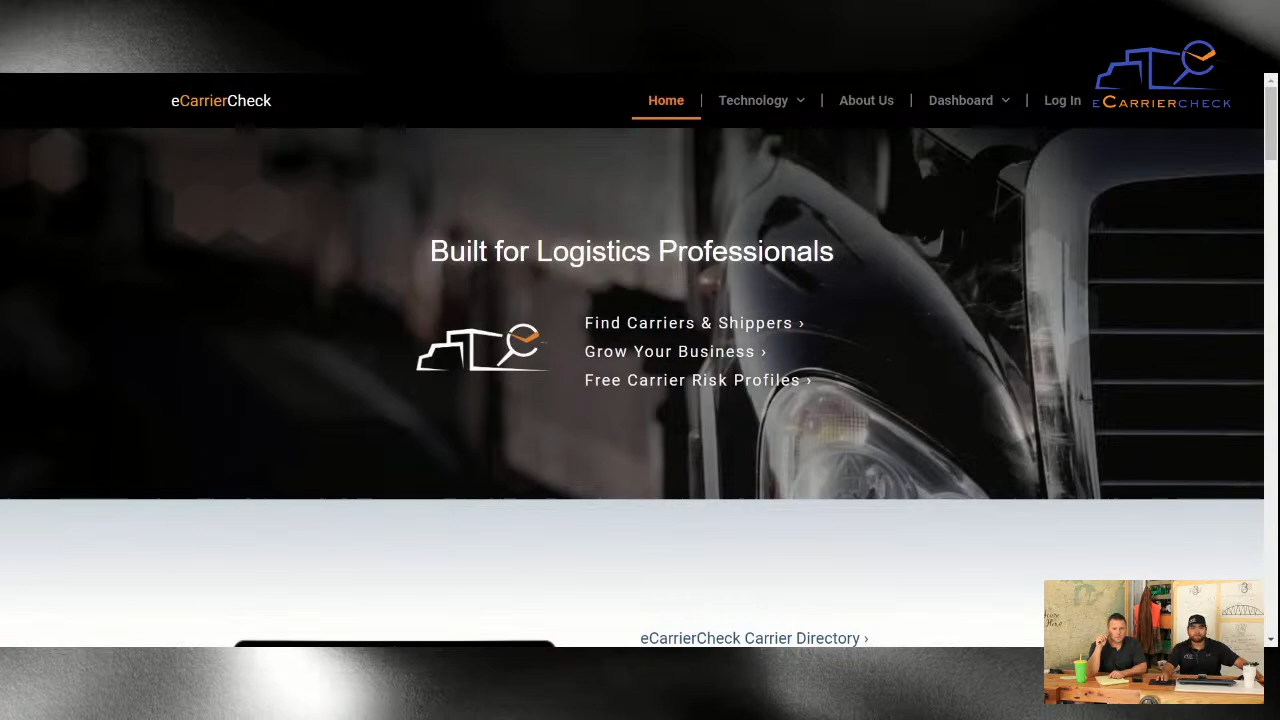 eCarrierCheck
Home | Technology | About Us | Dashboard | Log In
eCARRIERCHECK
Built for Logistics Professionals
Find Carriers & Shippers ›
Grow Your Business ›
Free Carrier Risk Profiles ›
eCarrierCheck Carrier Directory ›